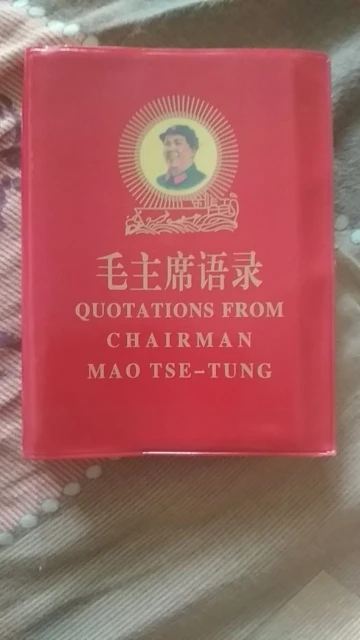 毛主席语录
QUOTATIONS FROM
CHAIRMAN
MAO TSE-TUNG